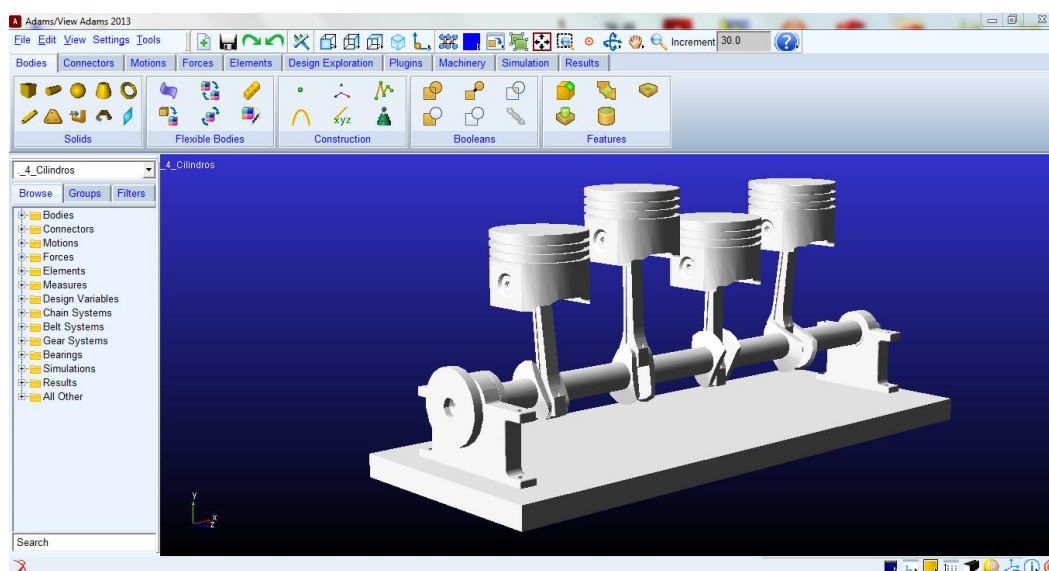 Adams/View Adams 2013
File Edit View Settings Tools
Increment 30.0
Bodies Connectors Motions Forces Elements Design Exploration Plugins Machinery Simulation Results
xyz
Solids Flexible Bodies Construction Booleans Features
._4_Cilindros
_4_Cilindros
Browse Groups Filters
Bodies
Connectors
Motions
Forces
Elements
Measures
Design Variables
Chain Systems
Belt Systems
Gear Systems
Bearings
Simulations
Results
All Other
y
x
z
Search